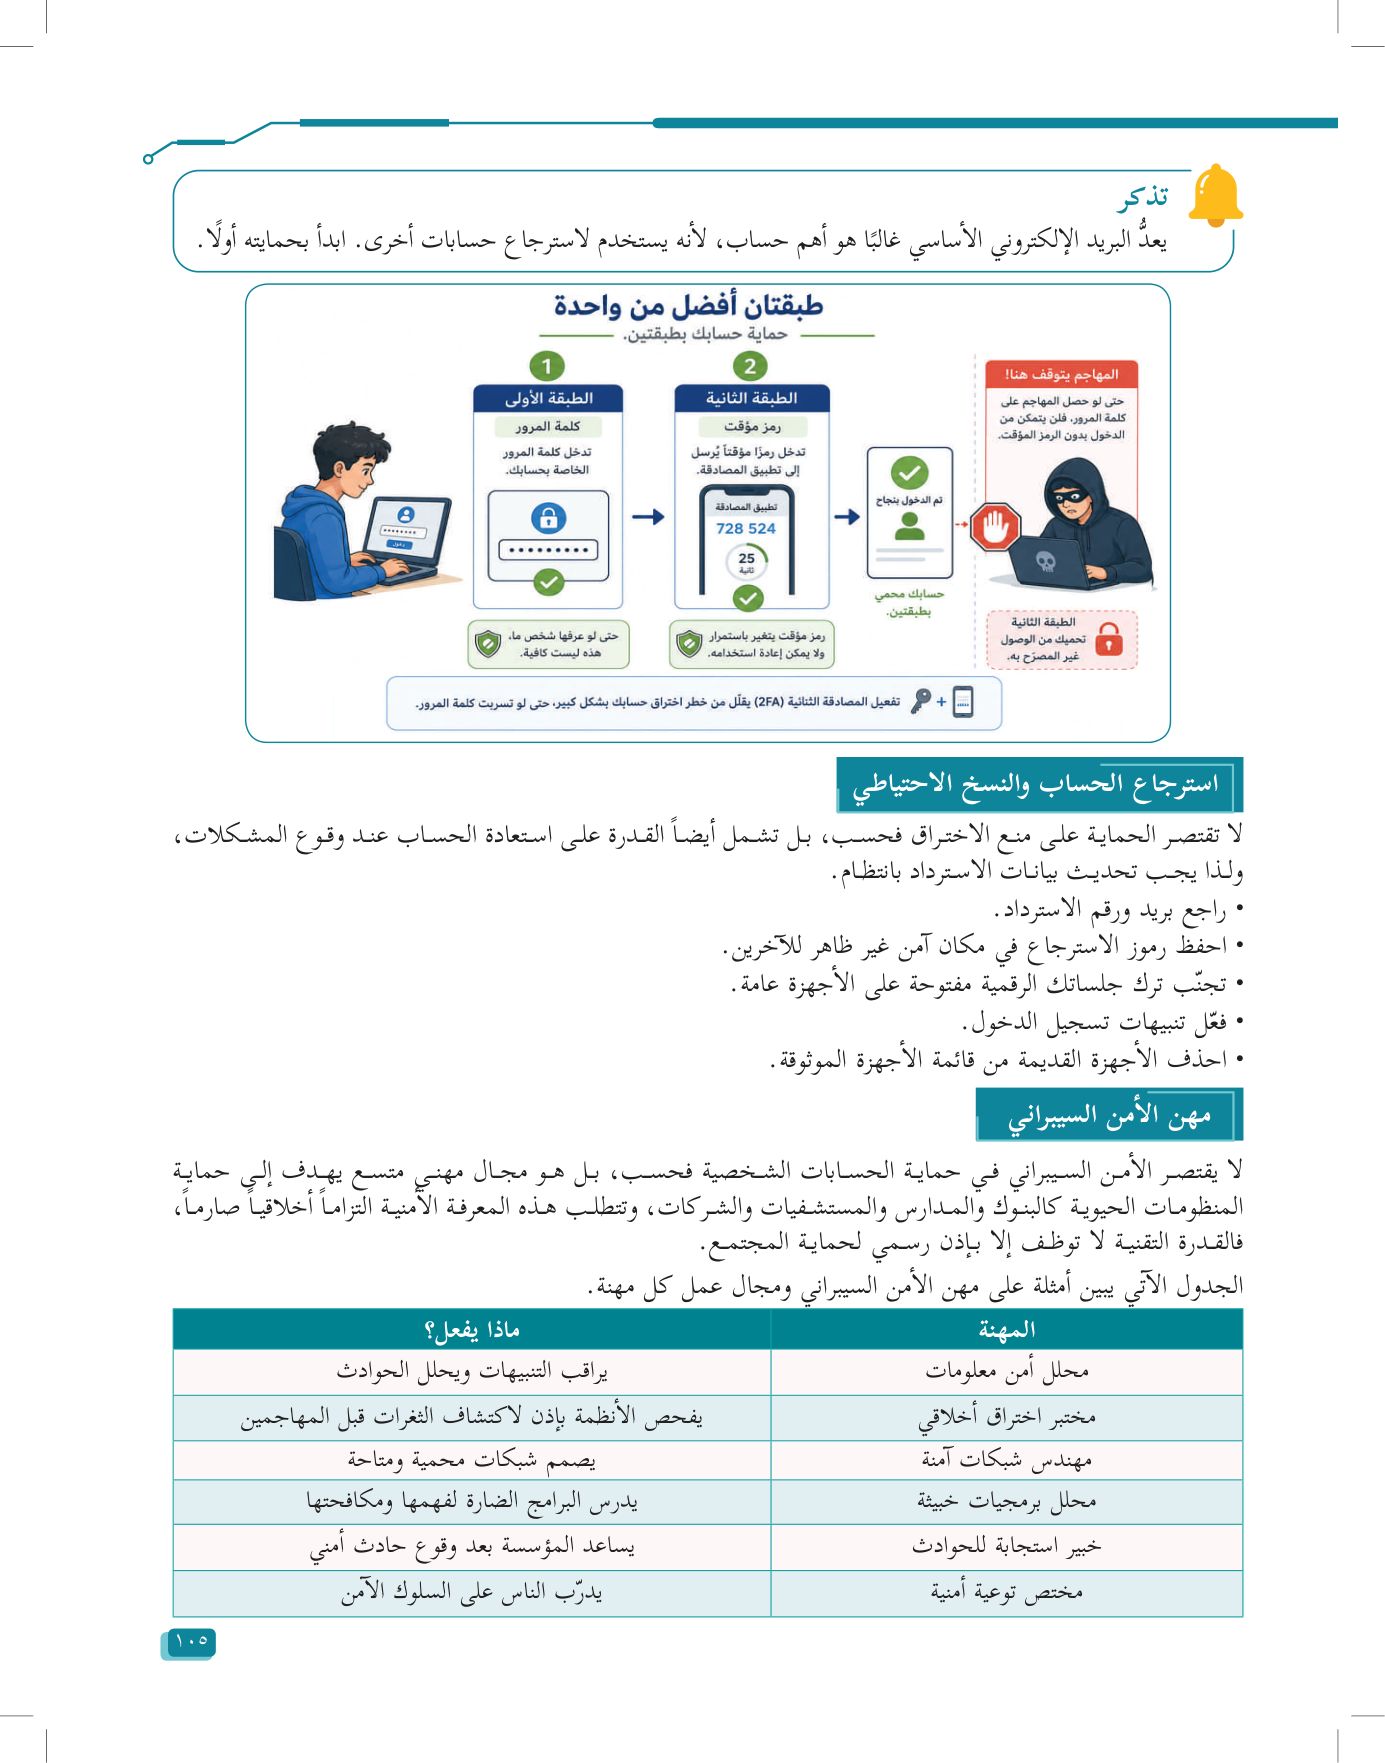 تذكر
يعدُّ البريد الإلكتروني الأساسي غالبًا هو أهم حساب، لأنه يستخدم لاسترجاع حسابات أخرى. ابدأ بحمايته أولًا.
طبقتان أفضل من واحدة
حماية حسابك بطبقتين.
1
الطبقة الأولى
كلمة المرور
تدخل كلمة المرور
الخاصة بحسابك.
حتى لو عرفها شخص ما،
هذه ليست كافية.
2
الطبقة الثانية
رمز مؤقت
تدخل رمزًا مؤقتاً يُرسل
إلى تطبيق المصادقة.
تطبيق المصادقة
728 524
25
ثانية
رمز مؤقت يتغير باستمرار
ولا يمكن إعادة استخدامه.
تم الدخول بنجاح
حسابك محمي
بطبقتين.
المهاجم يتوقف هنا!
حتى لو حصل المهاجم على
كلمة المرور، فلن يتمكن من
الدخول بدون الرمز المؤقت.
الطبقة الثانية
تحميك من الوصول
غير المصرّح به.
تفعيل المصادقة الثنائية (2FA) يقلّل من خطر اختراق حسابك بشكل كبير، حتى لو تسربت كلمة المرور.
استرجاع الحساب والنسخ الاحتياطي
لا تقتصر الحماية على منع الاختراق فحسب، بل تشمل أيضاً القدرة على استعادة الحساب عند وقوع المشكلات،
ولذا يجب تحديث بيانات الاسترداد بانتظام.
• راجع بريد ورقم الاسترداد.
• احفظ رموز الاسترجاع في مكان آمن غير ظاهر للآخرين.
• تجنّب ترك جلساتك الرقمية مفتوحة على الأجهزة عامة.
• فعّل تنبيهات تسجيل الدخول.
• احذف الأجهزة القديمة من قائمة الأجهزة الموثوقة.
مهن الأمن السيبراني
لا يقتصر الأمن السيبراني في حماية الحسابات الشخصية فحسب، بل هو مجال مهني متسع يهدف إلى حماية
المنظومات الحيوية كالبنوك والمدارس والمستشفيات والشركات، وتتطلب هذه المعرفة الأمنية التزاماً أخلاقياً صارماً،
فالقدرة التقنية لا توظف إلا بإذن رسمي لحماية المجتمع.
الجدول الآتي يبين أمثلة على مهن الأمن السيبراني ومجال عمل كل مهنة.
المهنة ماذا يفعل؟
محلل أمن معلومات يراقب التنبيهات ويحلل الحوادث
مختبر اختراق أخلاقي يفحص الأنظمة بإذن لاكتشاف الثغرات قبل المهاجمين
مهندس شبكات آمنة يصمم شبكات محمية ومتاحة
محلل برمجيات خبيثة يدرس البرامج الضارة لفهمها ومكافحتها
خبير استجابة للحوادث يساعد المؤسسة بعد وقوع حادث أمني
مختص توعية أمنية يدرّب الناس على السلوك الآمن
١٠٥